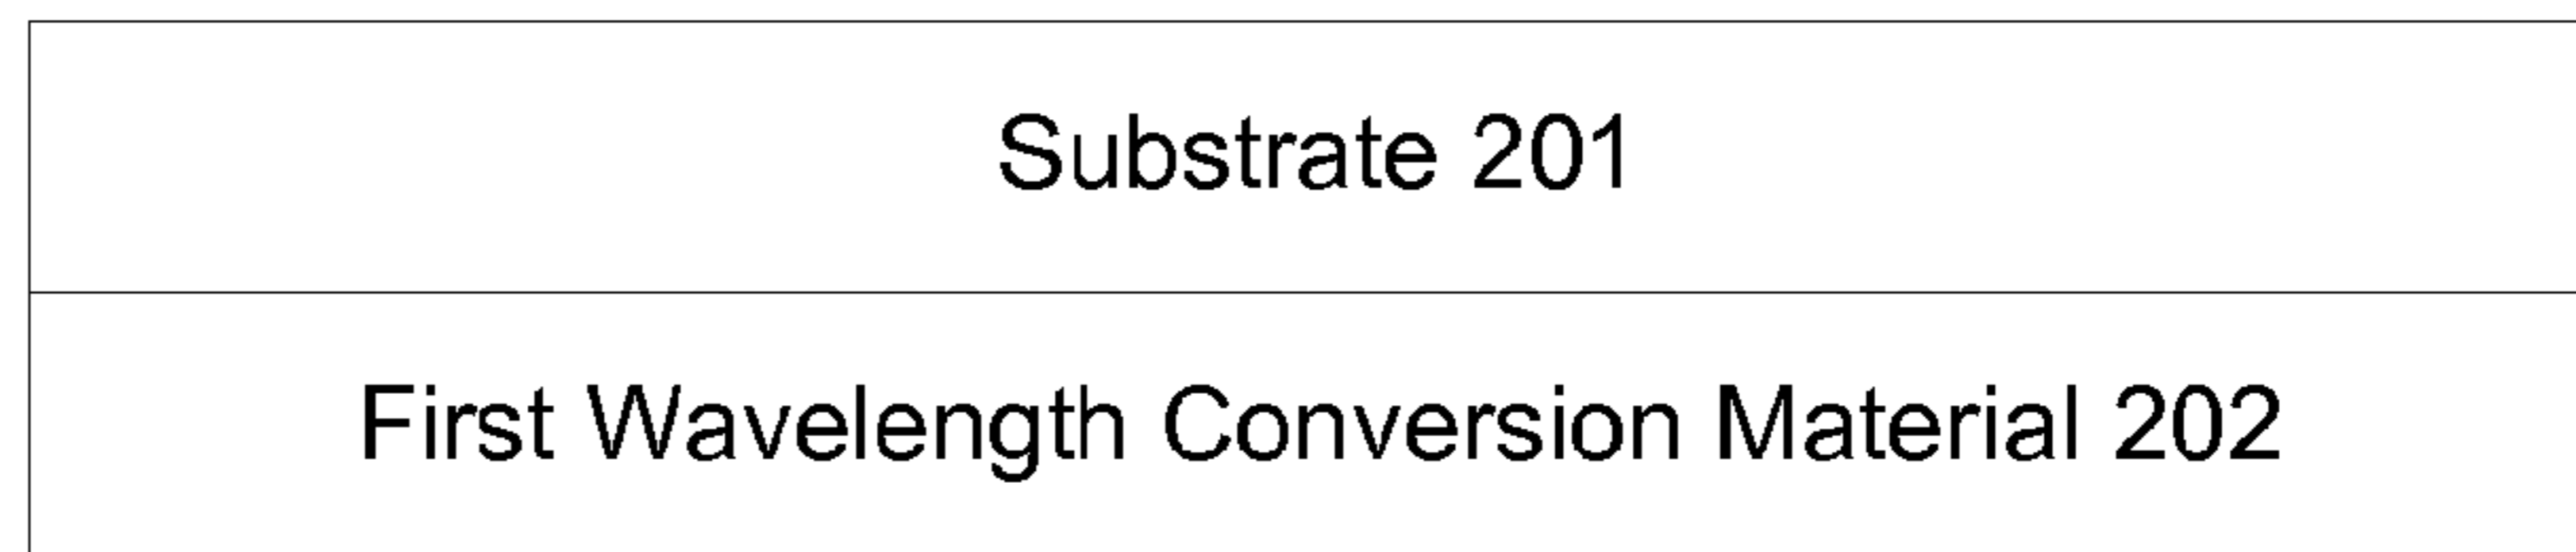 Substrate 201
First Wavelength Conversion Material 202